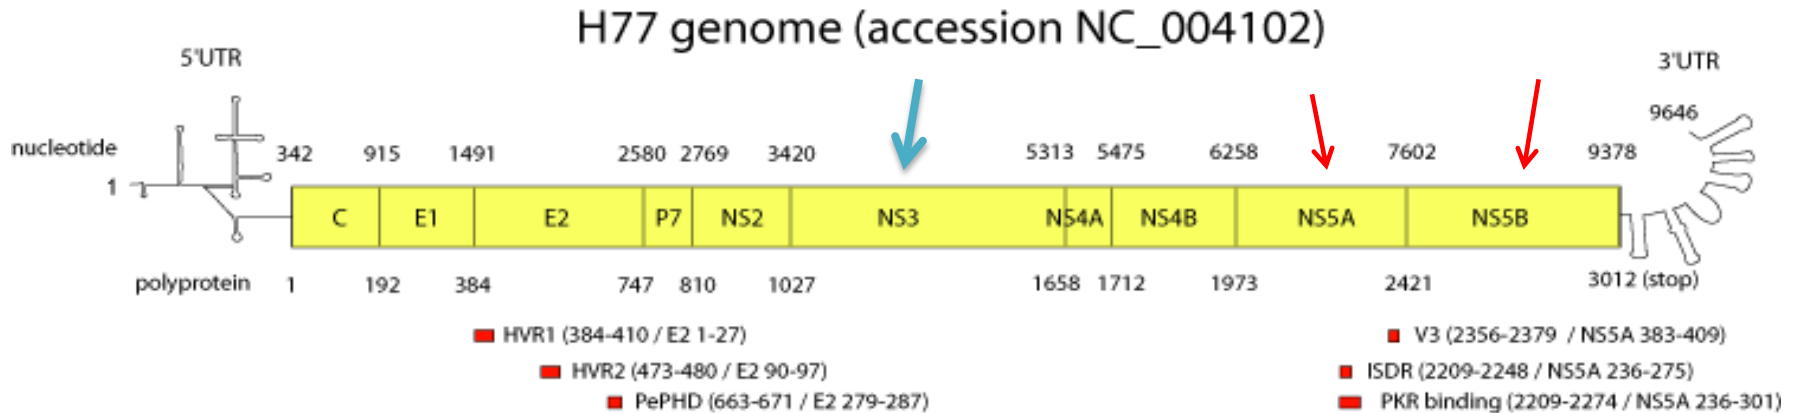 H77 genome (accession NC_004102)
5'UTR
3'UTR
9646
nucleotide
342 915 1491 2580 2769 3420 5313 5475 6258 7602 9378
1
C E1 E2 P7 NS2 NS3 NS4A NS4B NS5A NS5B
polyprotein 1 192 384 747 810 1027 1658 1712 1973 2421 3012 (stop)
HVR1 (384-410 / E2 1-27)
V3 (2356-2379 / NS5A 383-409)
HVR2 (473-480 / E2 90-97)
ISDR (2209-2248 / NS5A 236-275)
PePHD (663-671 / E2 279-287)
PKR binding (2209-2274 / NS5A 236-301)